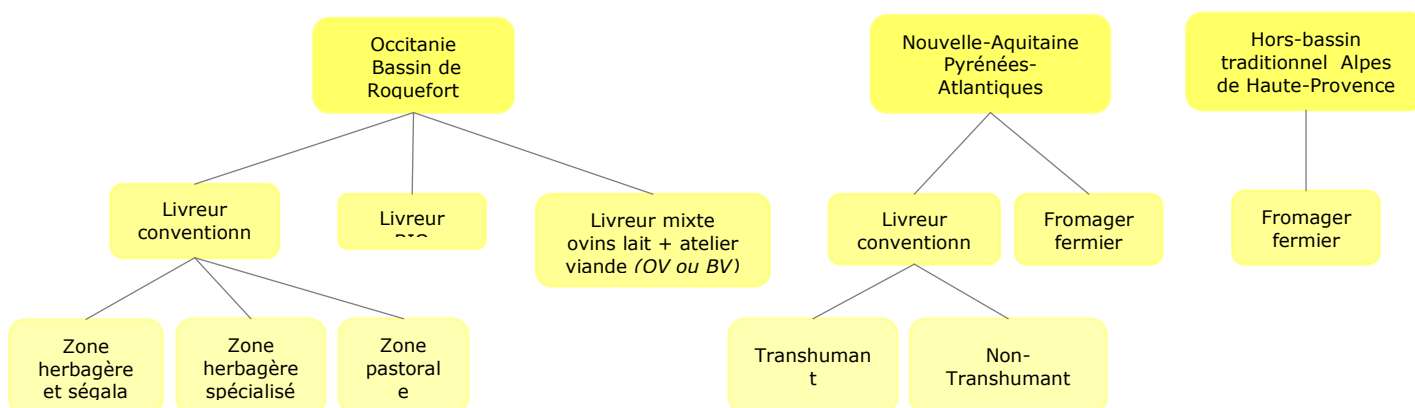 Occitanie
Bassin de
Roquefort
Nouvelle-Aquitaine
Pyrénées-
Atlantiques
Hors-bassin
traditionnel Alpes
de Haute-Provence
Livreur
conventionn
Livreur
Livreur mixte
ovins lait + atelier
viande (OV ou BV)
Livreur
conventionn
Fromager
fermier
Fromager
fermier
Zone
herbagère
et ségala
Zone
herbagère
spécialisé
Zone
pastoral
e
Transhuman
t
Non-
Transhumant